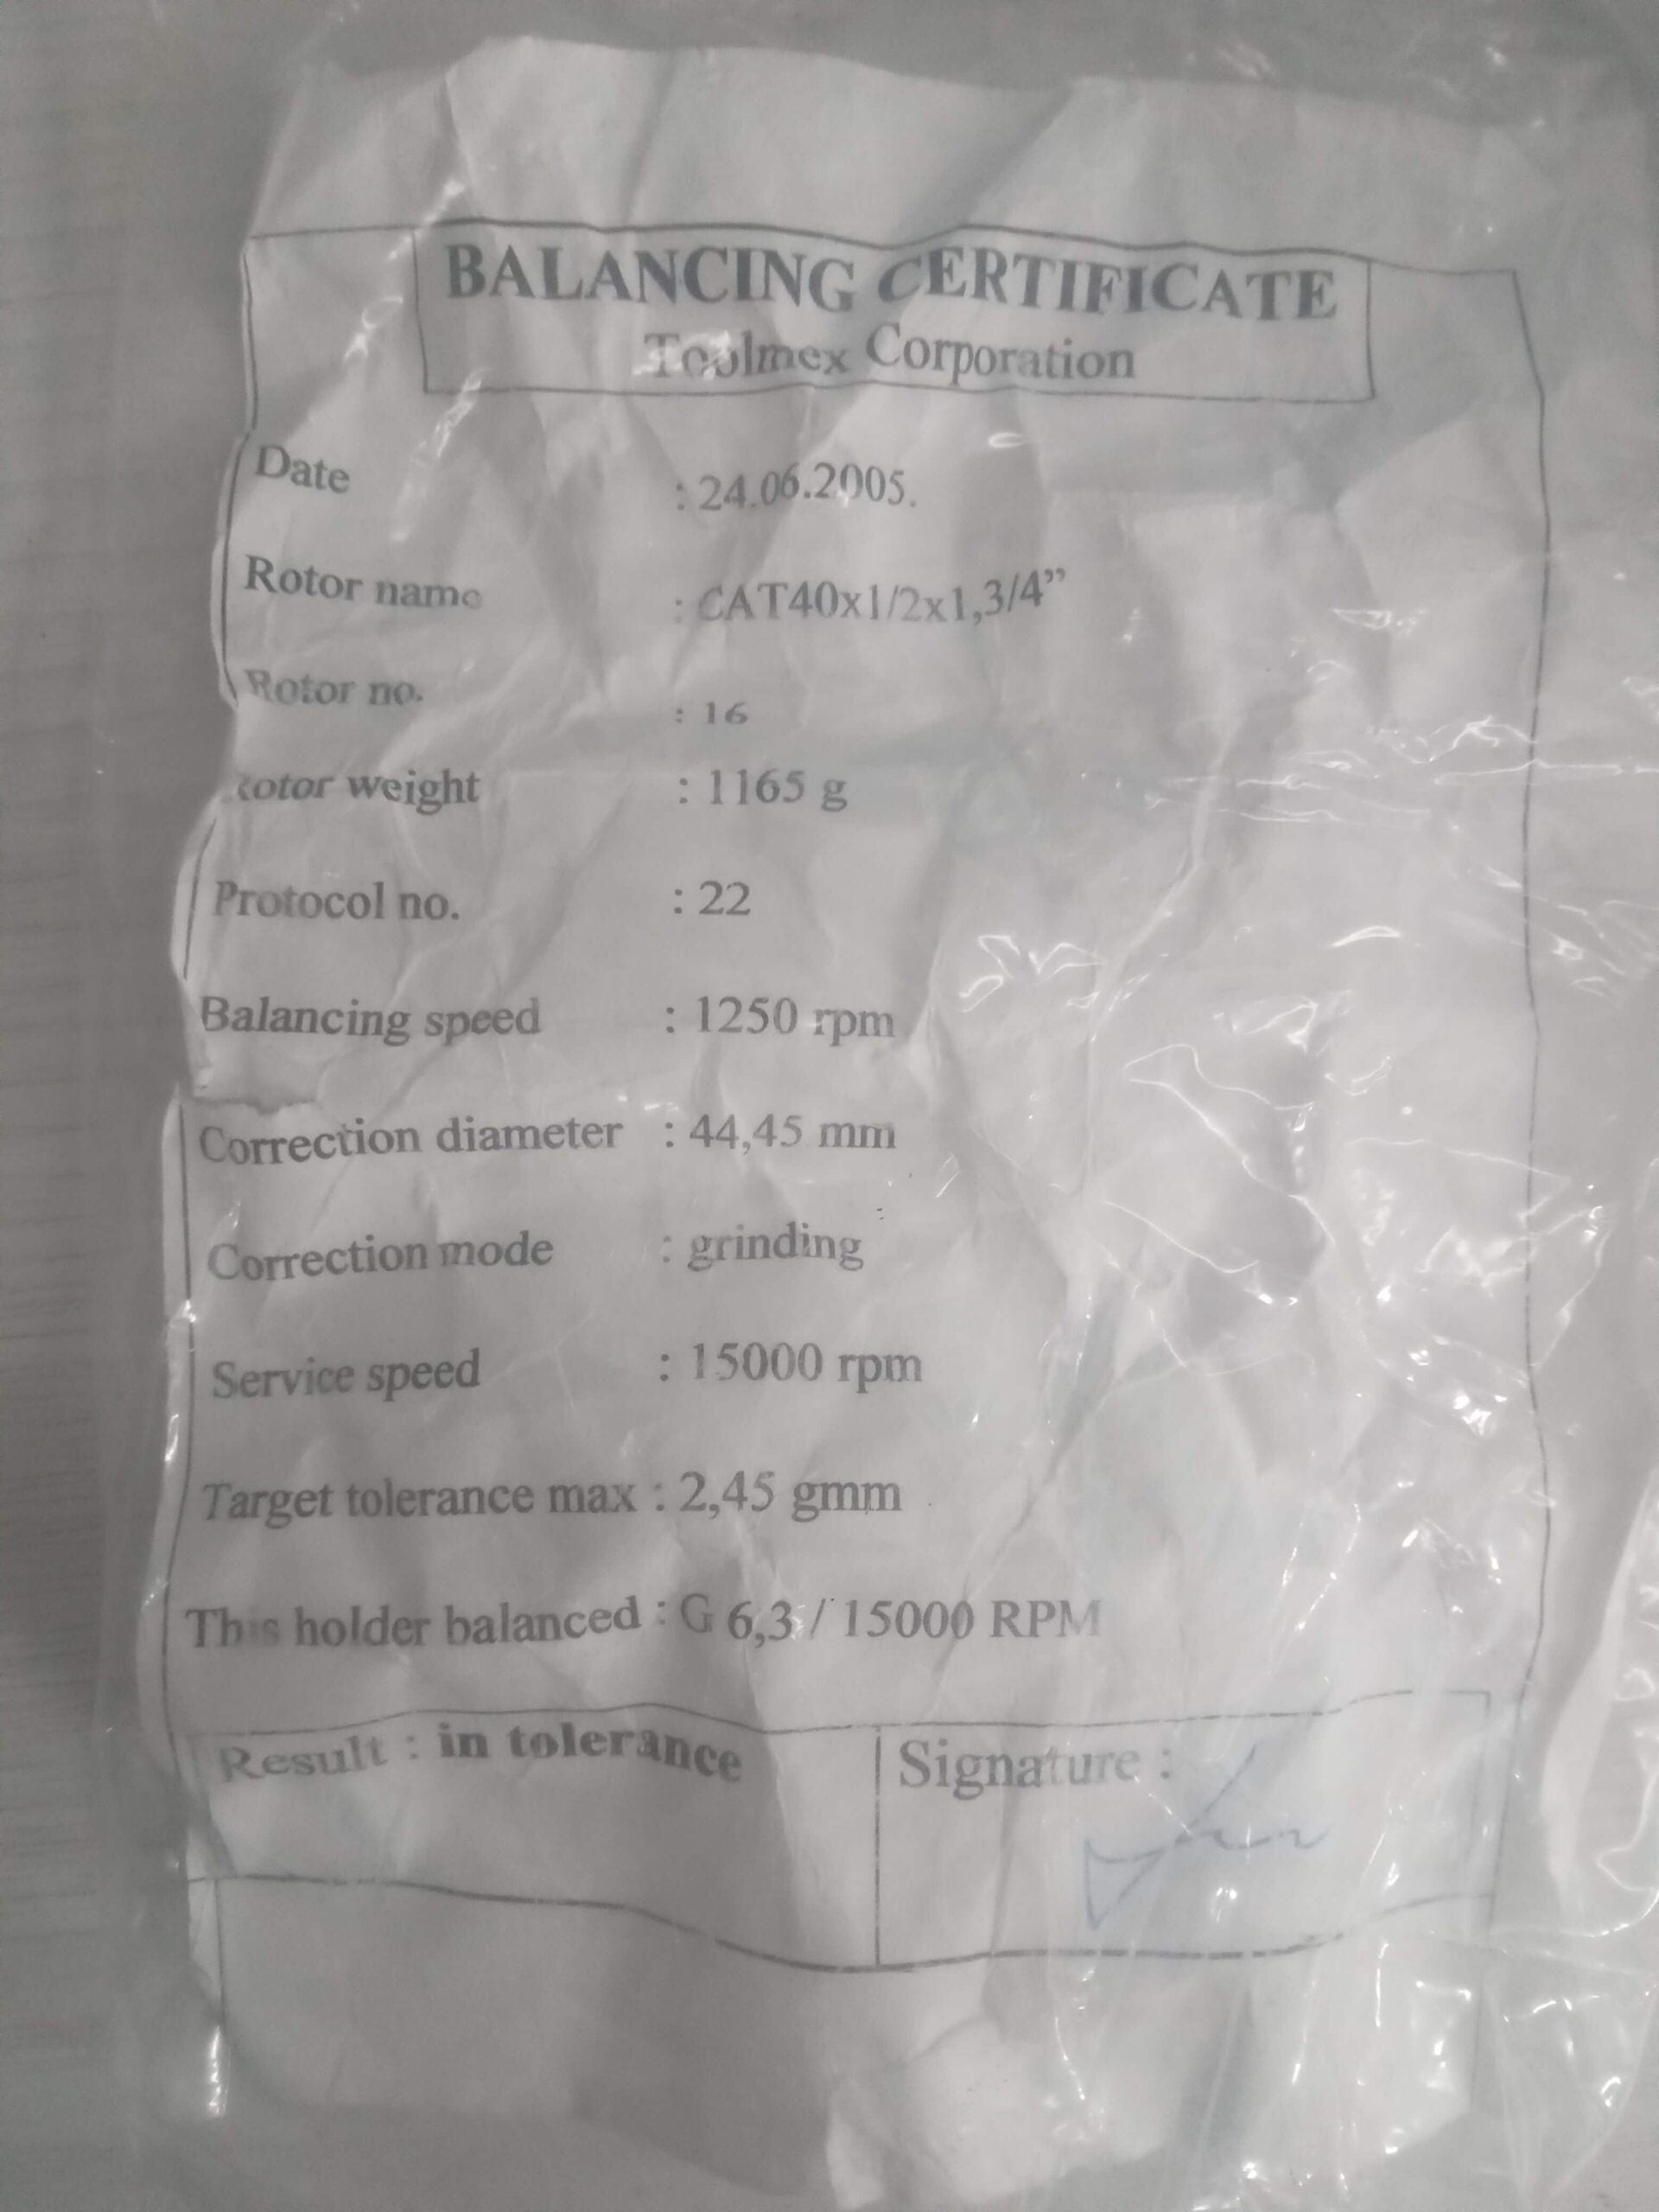 BALANCING CERTIFICATE
Toolmex Corporation
Date : 24.06.2005.
Rotor name : CAT40x1/2x1,3/4”
Rotor no. : 16
Rotor weight : 1165 g
Protocol no. : 22
Balancing speed : 1250 rpm
Correction diameter : 44,45 mm
Correction mode : grinding
Service speed : 15000 rpm
Target tolerance max : 2,45 gmm
This holder balanced : G 6,3 / 15000 RPM
Result : in tolerance
Signature :